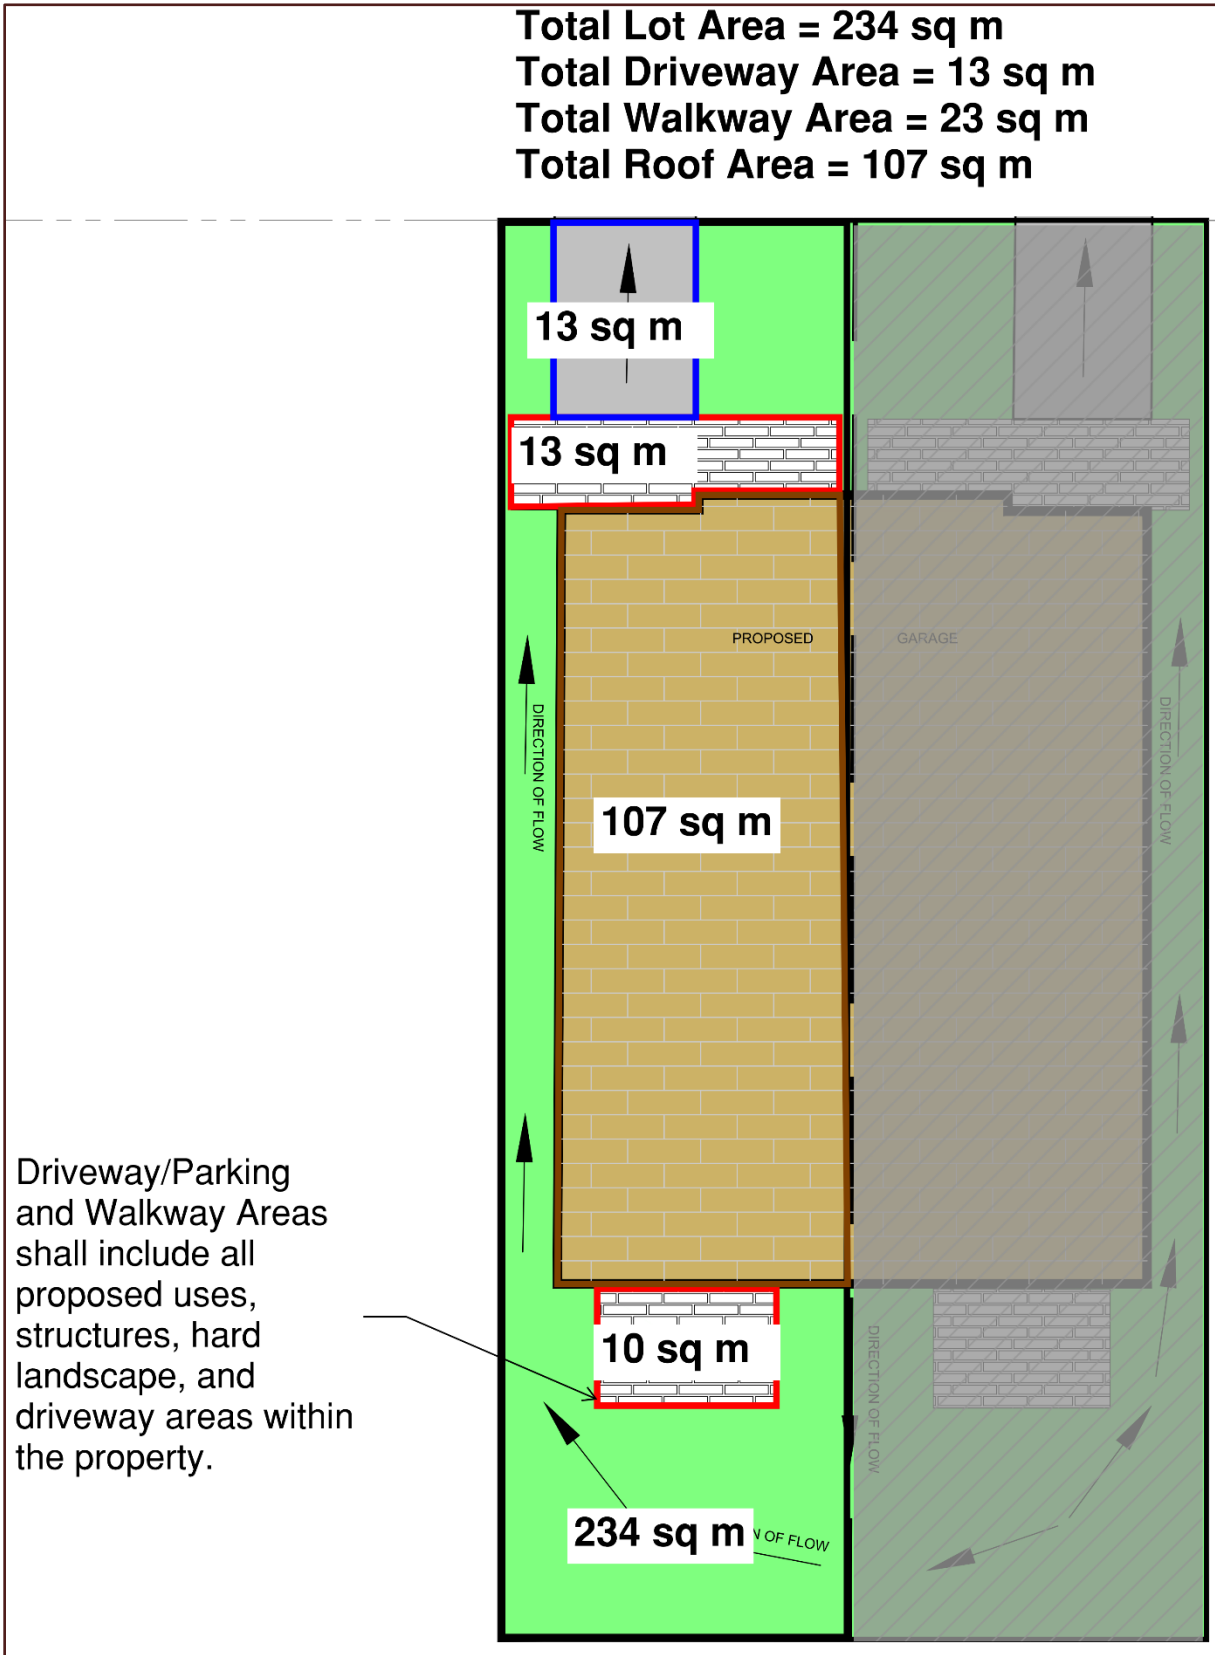 Total Lot Area = 234 sq m
Total Driveway Area = 13 sq m
Total Walkway Area = 23 sq m
Total Roof Area = 107 sq m
13 sq m
13 sq m
PROPOSED GARAGE
DIRECTION OF FLOW
DIRECTION OF FLOW
107 sq m
Driveway/Parking
and Walkway Areas
shall include all
proposed uses,
structures, hard
landscape, and
driveway areas within
the property.
10 sq m
DIRECTION OF FLOW
234 sq m
N OF FLOW